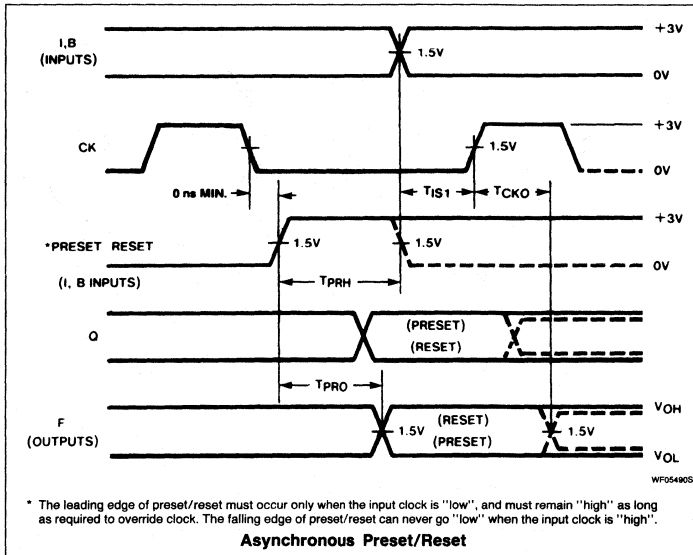 I,B
(INPUTS)
+3V
1.5V
0V
CK
+3V
1.5V
0V
0 ns MIN.
TIS1
TCKO
*PRESET RESET
(I, B INPUTS)
+3V
1.5V
1.5V
0V
TPRH
Q
(PRESET)
(RESET)
TPRO
F
(OUTPUTS)
VOH
(RESET)
1.5V
(PRESET)
1.5V
VOL
WF05490S
* The leading edge of preset/reset must occur only when the input clock is "low", and must remain "high" as long
as required to override clock. The falling edge of preset/reset can never go "low" when the input clock is "high".
Asynchronous Preset/Reset